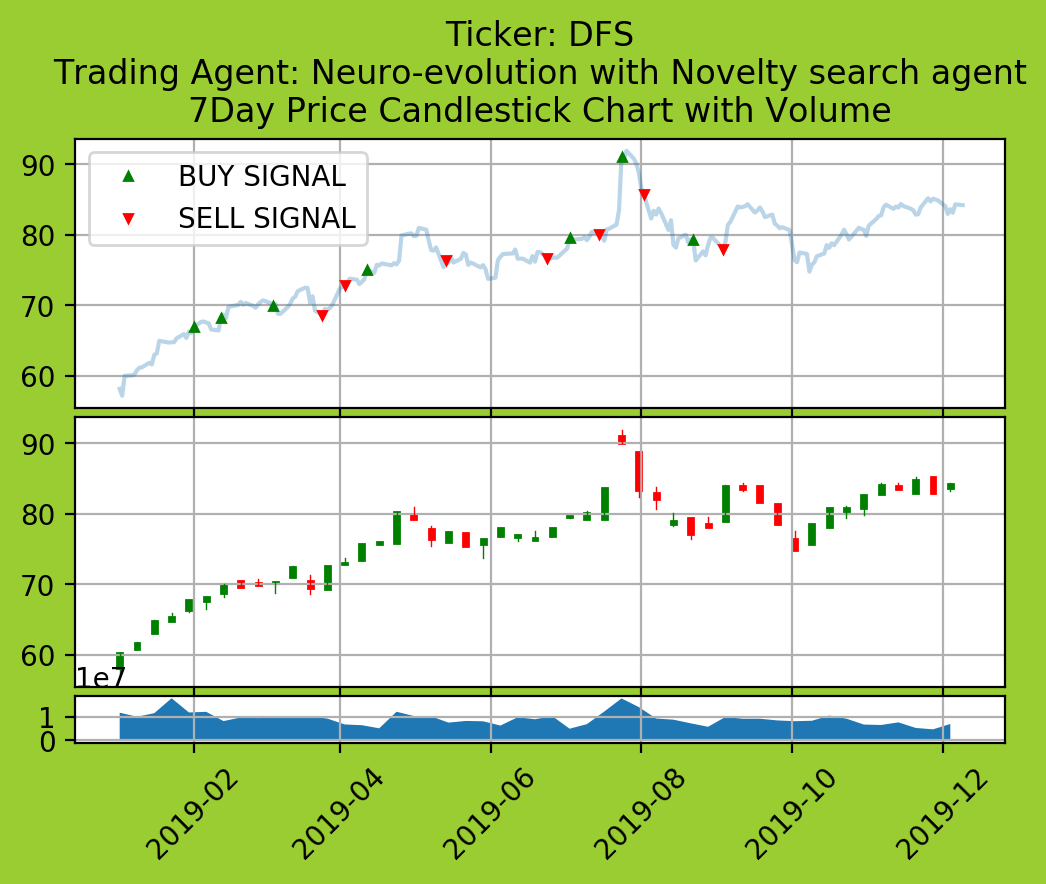 Ticker: DFS
Trading Agent: Neuro-evolution with Novelty search agent
7Day Price Candlestick Chart with Volume
90
80
70
60
BUY SIGNAL
SELL SIGNAL
90
80
70
60
1e7
1
0
2019-02
2019-04
2019-06
2019-08
2019-10
2019-12